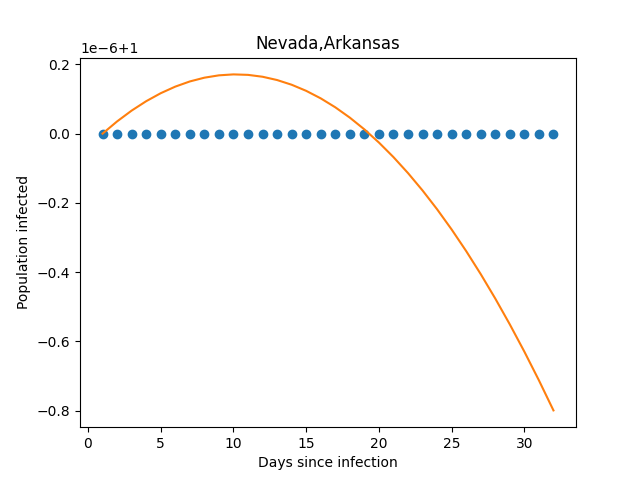 Nevada,Arkansas
1e−6+1
0.2
0.0
−0.2
−0.4
−0.6
−0.8
Population infected
0 5 10 15 20 25 30
Days since infection